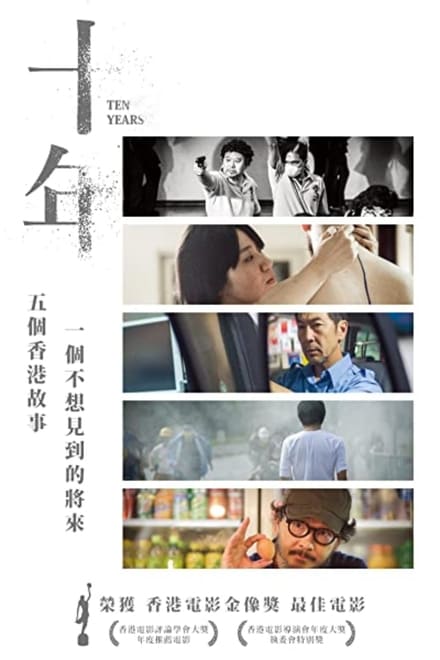 十年
TEN
YEARS
五個香港故事
一個不想見到的將來
榮獲 香港電影金像獎 最佳電影
香港電影評論學會大獎
年度推薦電影
香港電影導演會年度大獎
執委會特別獎